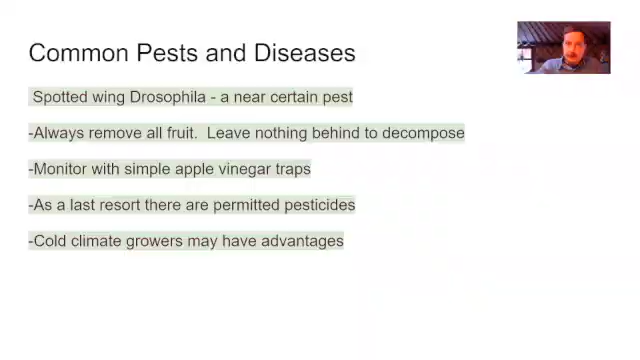 Common Pests and Diseases
Spotted wing Drosophila - a near certain pest
-Always remove all fruit.  Leave nothing behind to decompose
-Monitor with simple apple vinegar traps
-As a last resort there are permitted pesticides
-Cold climate growers may have advantages